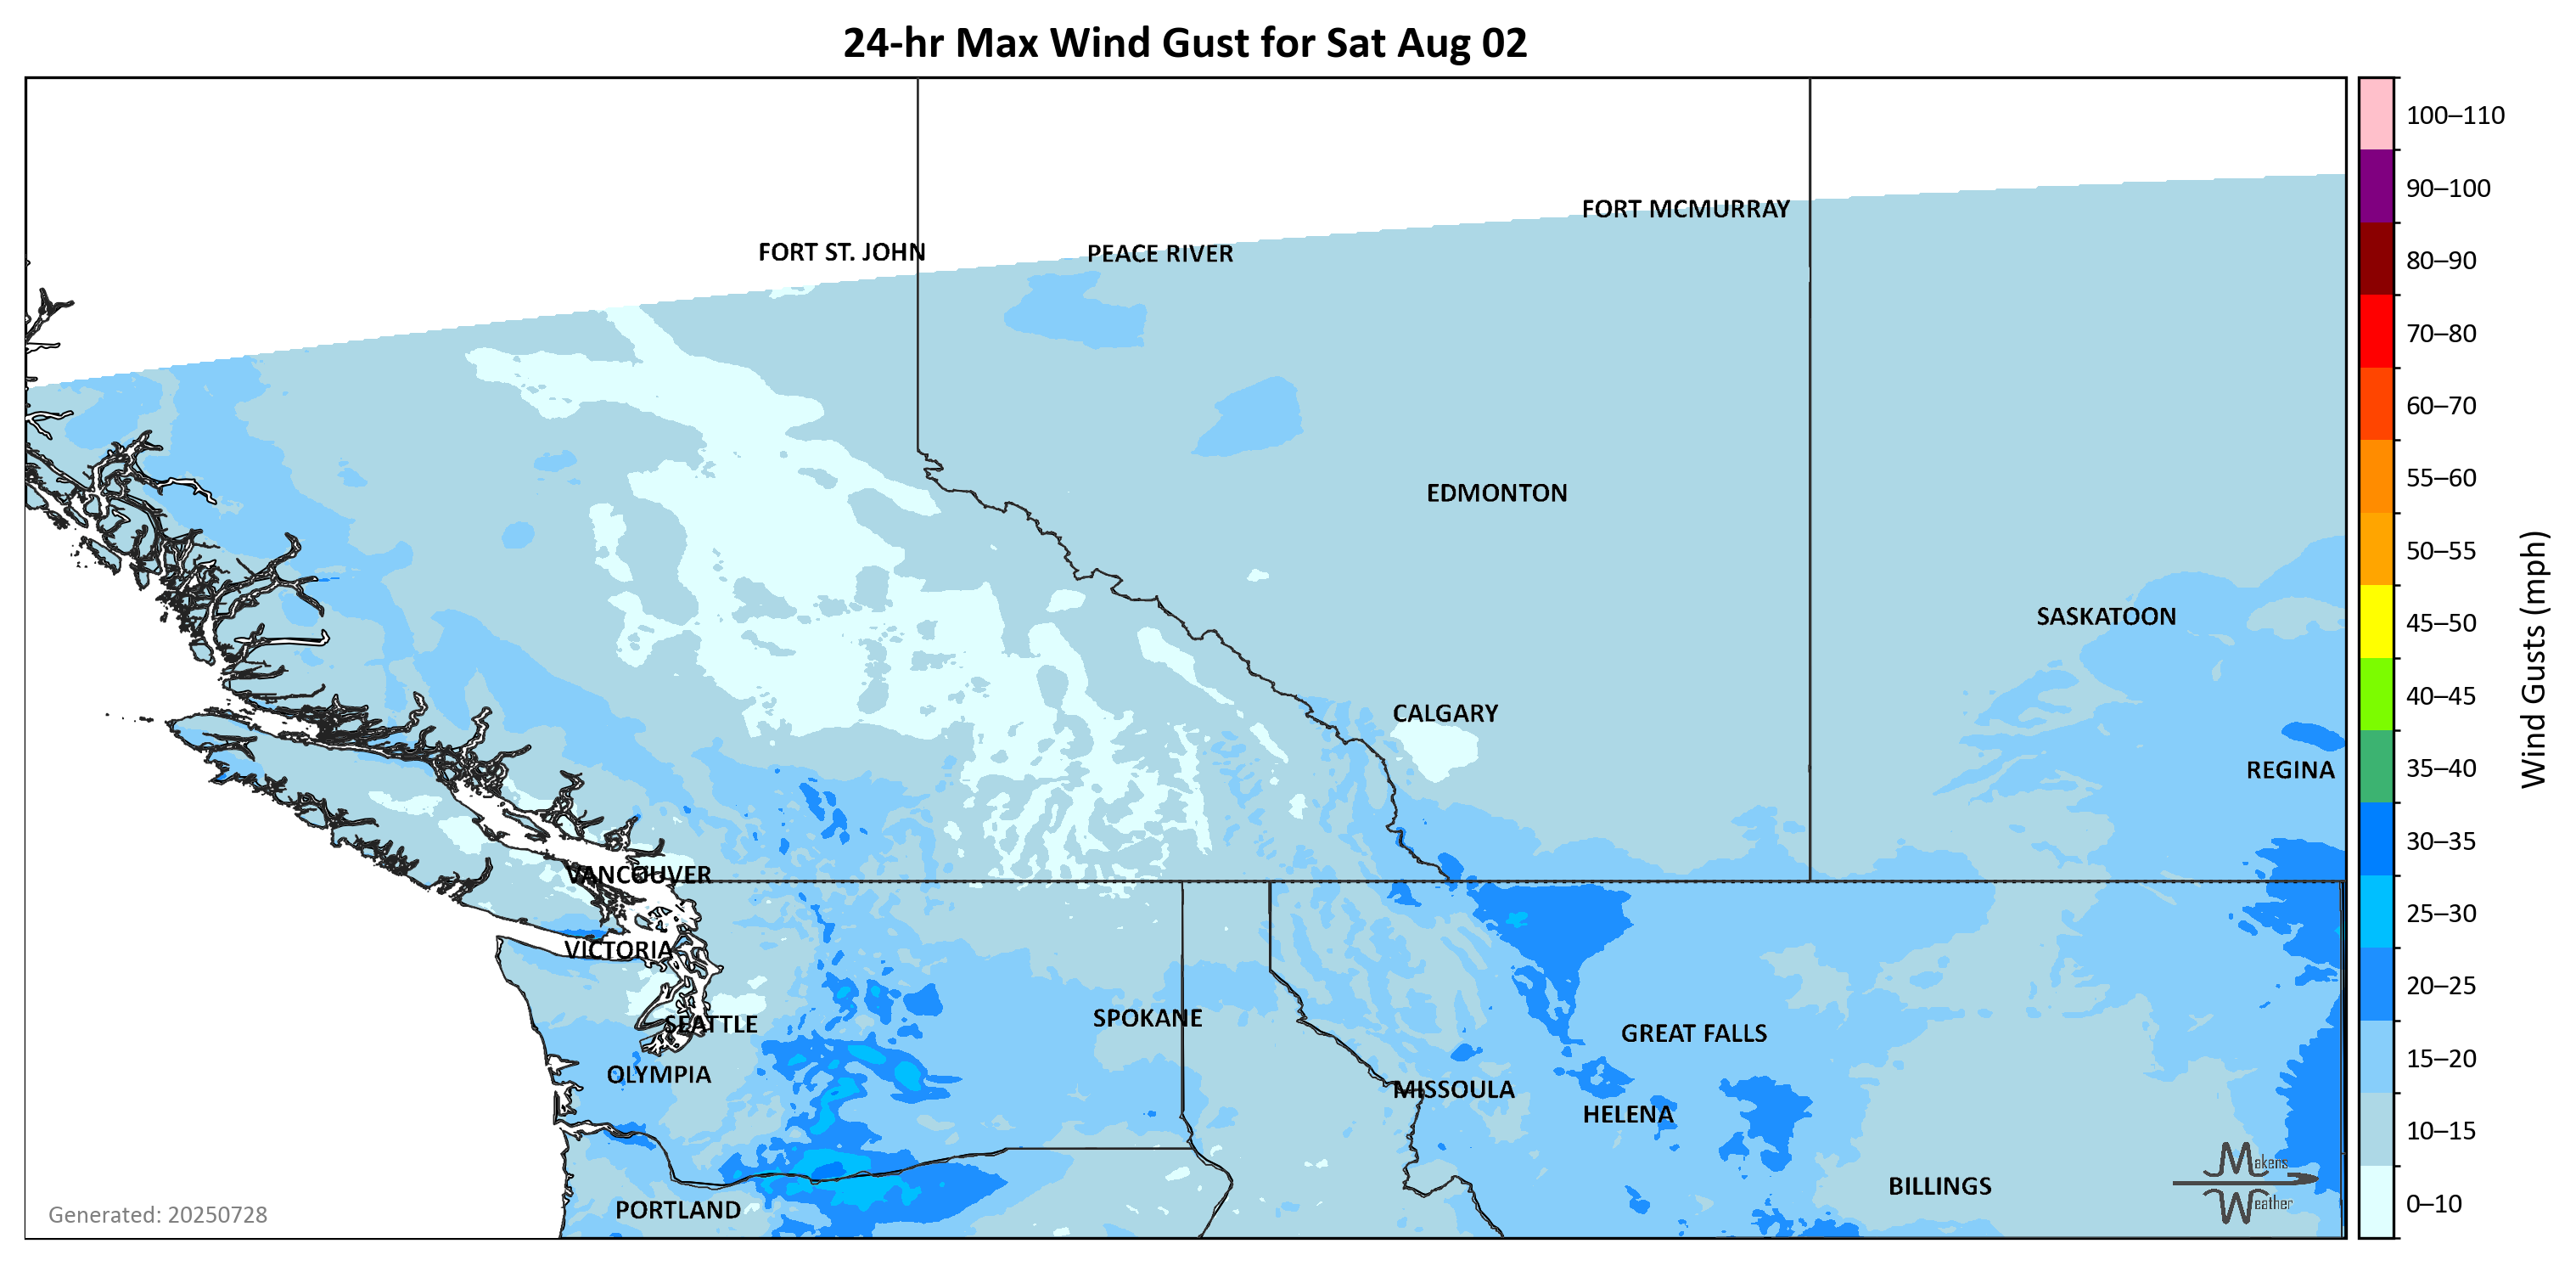 24-hr Max Wind Gust for Sat Aug 02
100–110
90–100
FORT MCMURRAY
FORT ST. JOHN
PEACE RIVER
80–90
70–80
60–70
EDMONTON
55–60
50–55
SASKATOON
45–50
Wind Gusts (mph)
CALGARY
40–45
REGINA
35–40
30–35
VANCOUVER
25–30
VICTORIA
20–25
SEATTLE
SPOKANE
GREAT FALLS
15–20
OLYMPIA
MISSOULA
HELENA
10–15
Makens
Weather
BILLINGS
0–10
PORTLAND
Generated: 20250728